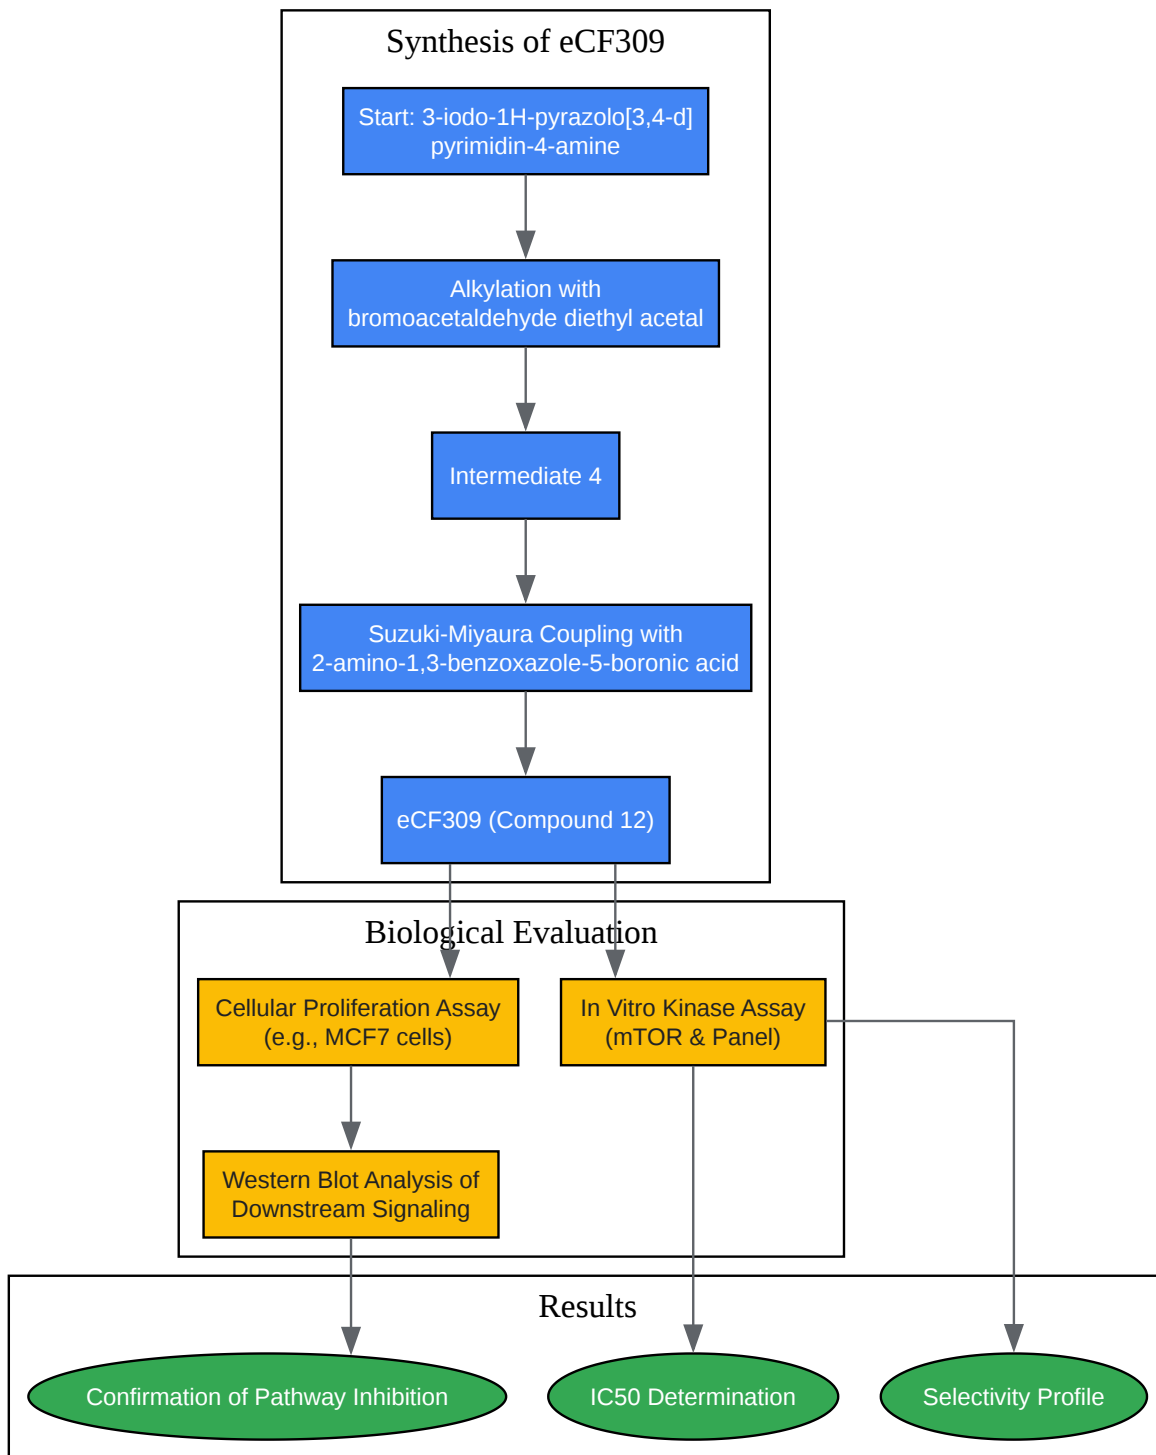 Synthesis of eCF309
Start: 3-iodo-1H-pyrazolo[3,4-d]
pyrimidin-4-amine
Alkylation with
bromoacetaldehyde diethyl acetal
Intermediate 4
Suzuki-Miyaura Coupling with
2-amino-1,3-benzoxazole-5-boronic acid
eCF309 (Compound 12)
Biological Evaluation
Cellular Proliferation Assay
(e.g., MCF7 cells)
In Vitro Kinase Assay
(mTOR & Panel)
Western Blot Analysis of
Downstream Signaling
Results
Confirmation of Pathway Inhibition
IC50 Determination
Selectivity Profile